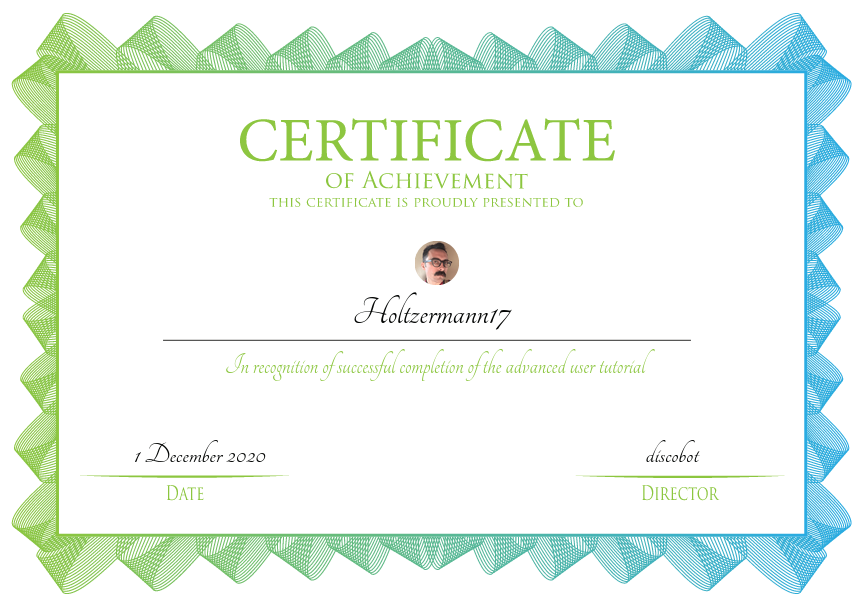 CERTIFICATE
OF ACHIEVEMENT
THIS CERTIFICATE IS PROUDLY PRESENTED TO
Holtzermann17
In recognition of successful completion of the advanced user tutorial
1 December 2020
DATE
discobot
DIRECTOR